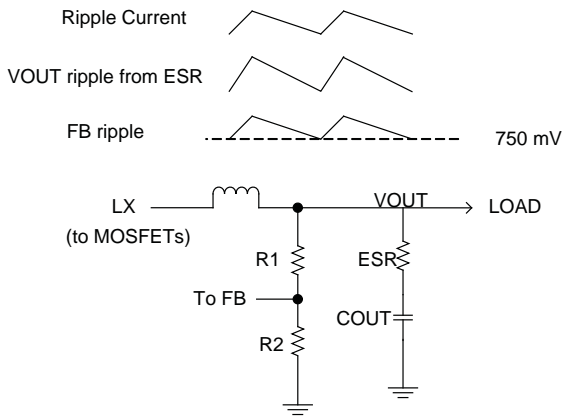 Ripple Current
VOUT ripple from ESR
FB ripple
750 mV
VOUT
LX
LOAD
(to MOSFETs)
R1
ESR
To FB
COUT
R2